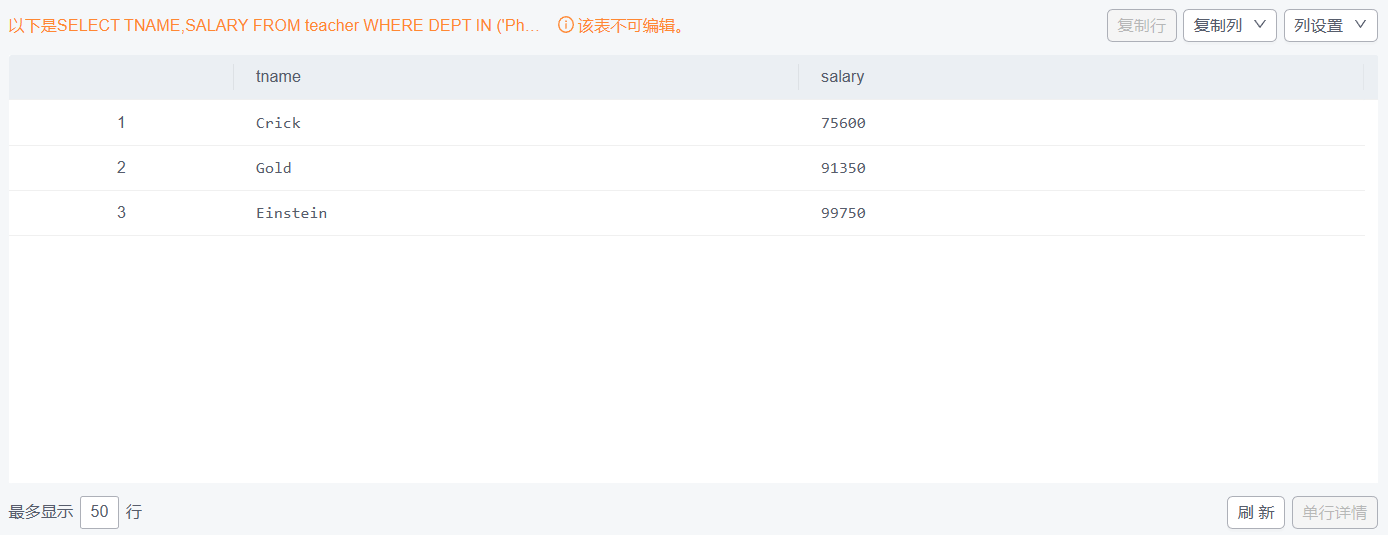 以下是SELECT TNAME,SALARY FROM teacher WHERE DEPT IN ('Ph... 该表不可编辑。 复制行 复制列 列设置
tname salary
1 Crick 75600
2 Gold 91350
3 Einstein 99750
最多显示 50 行 刷 新 单行详情